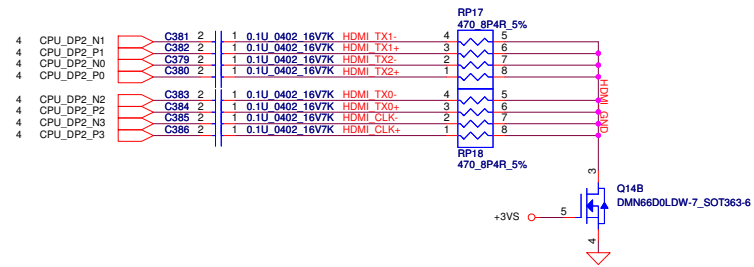 RP17
470_8P4R_5%
4 CPU_DP2_N1 C381 2 1 0.1U_0402_16V7K HDMI_TX1- 4 5
4 CPU_DP2_P1 C382 2 1 0.1U_0402_16V7K HDMI_TX1+ 3 6
4 CPU_DP2_N0 C379 2 1 0.1U_0402_16V7K HDMI_TX2- 2 7
4 CPU_DP2_P0 C380 2 1 0.1U_0402_16V7K HDMI_TX2+ 1 8
4 CPU_DP2_N2 C383 2 1 0.1U_0402_16V7K HDMI_TX0- 4 5
4 CPU_DP2_P2 C384 2 1 0.1U_0402_16V7K HDMI_TX0+ 3 6
4 CPU_DP2_N3 C385 2 1 0.1U_0402_16V7K HDMI_CLK- 2 7
4 CPU_DP2_P3 C386 2 1 0.1U_0402_16V7K HDMI_CLK+ 1 8
HDMI_GND
RP18
470_8P4R_5%
3
Q14B
DMN66D0LDW-7_SOT363-6
+3VS 5
4